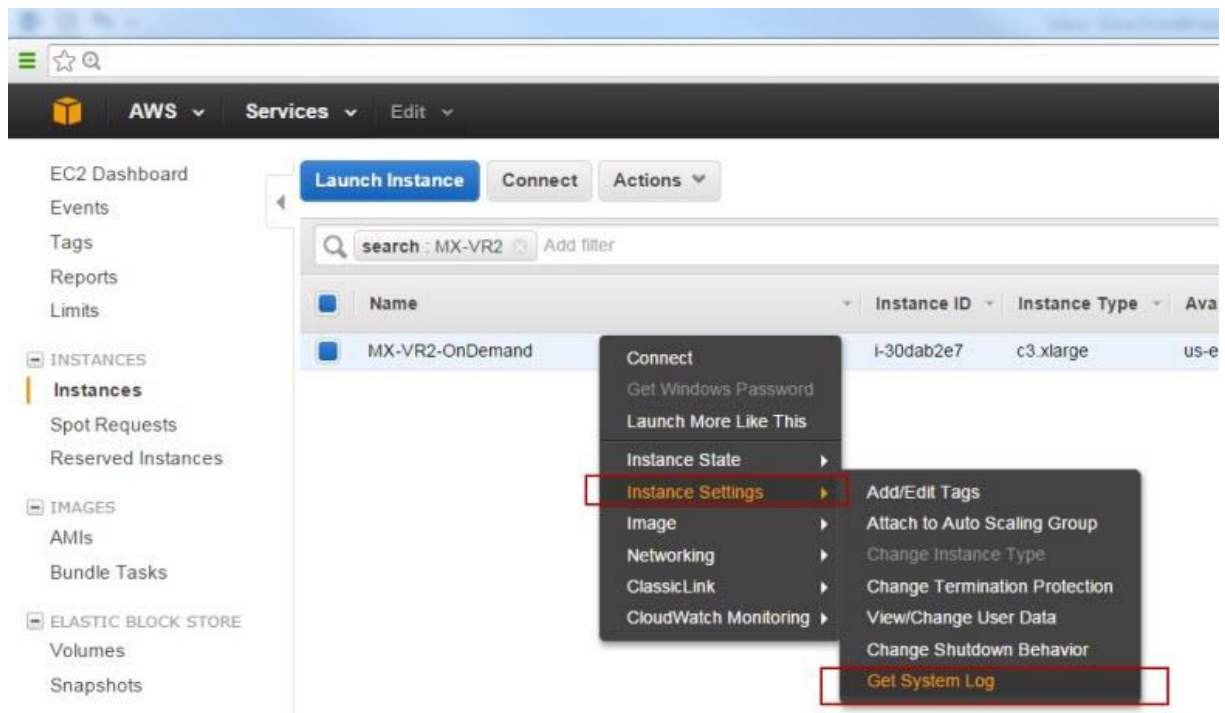 AWS Services Edit
EC2 Dashboard
Events
Tags
Reports
Limits
INSTANCES
Instances
Spot Requests
Reserved Instances
IMAGES
AMIs
Bundle Tasks
ELASTIC BLOCK STORE
Volumes
Snapshots
Launch Instance Connect Actions
search : MX-VR2 Add filter
Name Instance ID Instance Type Ava
MX-VR2-OnDemand i-30dab2e7 c3.xlarge us-e
Connect
Get Windows Password
Launch More Like This
Instance State
Instance Settings
Image
Networking
ClassicLink
CloudWatch Monitoring
Add/Edit Tags
Attach to Auto Scaling Group
Change Instance Type
Change Termination Protection
View/Change User Data
Change Shutdown Behavior
Get System Log